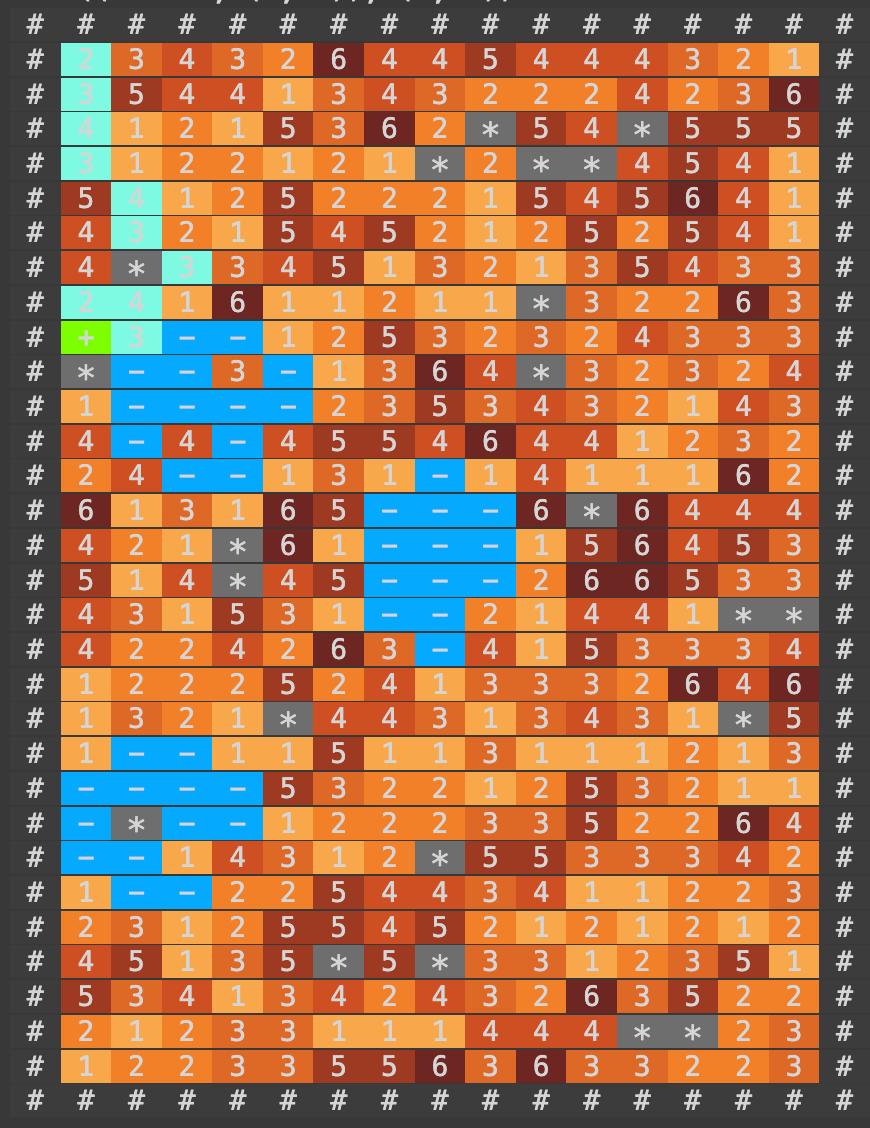 # # # # # # # # # # # # # # # # #
# 2 3 4 3 2 6 4 4 5 4 4 4 3 2 1 #
# 3 5 4 4 1 3 4 3 2 2 2 4 2 3 6 #
# 4 1 2 1 5 3 6 2 * 5 4 * 5 5 5 #
# 3 1 2 2 1 2 1 * 2 * * 4 5 4 1 #
# 5 4 1 2 5 2 2 2 1 5 4 5 6 4 1 #
# 4 3 2 1 5 4 5 2 1 2 5 2 5 4 1 #
# 4 * 3 3 4 5 1 3 2 1 3 5 4 3 3 #
# 2 4 1 6 1 1 2 1 1 * 3 2 2 6 3 #
# + 3 − − 1 2 5 3 2 3 2 4 3 3 3 #
# * − − 3 − 1 3 6 4 * 3 2 3 2 4 #
# 1 − − − − 2 3 5 3 4 3 2 1 4 3 #
# 4 − 4 − 4 5 5 4 6 4 4 1 2 3 2 #
# 2 4 − − 1 3 1 − 1 4 1 1 1 6 2 #
# 6 1 3 1 6 5 − − − 6 * 6 4 4 4 #
# 4 2 1 * 6 1 − − − 1 5 6 4 5 3 #
# 5 1 4 * 4 5 − − − 2 6 6 5 3 3 #
# 4 3 1 5 3 1 − − 2 1 4 4 1 * * #
# 4 2 2 4 2 6 3 − 4 1 5 3 3 3 4 #
# 1 2 2 2 5 2 4 1 3 3 3 2 6 4 6 #
# 1 3 2 1 * 4 4 3 1 3 4 3 1 * 5 #
# 1 − − 1 1 5 1 1 3 1 1 1 2 1 3 #
# − − − − 5 3 2 2 1 2 5 3 2 1 1 #
# − * − − 1 2 2 2 3 3 5 2 2 6 4 #
# − − 1 4 3 1 2 * 5 5 3 3 3 4 2 #
# 1 − − 2 2 5 4 4 3 4 1 1 2 2 3 #
# 2 3 1 2 5 5 4 5 2 1 2 1 2 1 2 #
# 4 5 1 3 5 * 5 * 3 3 1 2 3 5 1 #
# 5 3 4 1 3 4 2 4 3 2 6 3 5 2 2 #
# 2 1 2 3 3 1 1 1 4 4 4 * * 2 3 #
# 1 2 2 3 3 5 5 6 3 6 3 3 2 2 3 #
# # # # # # # # # # # # # # # # #